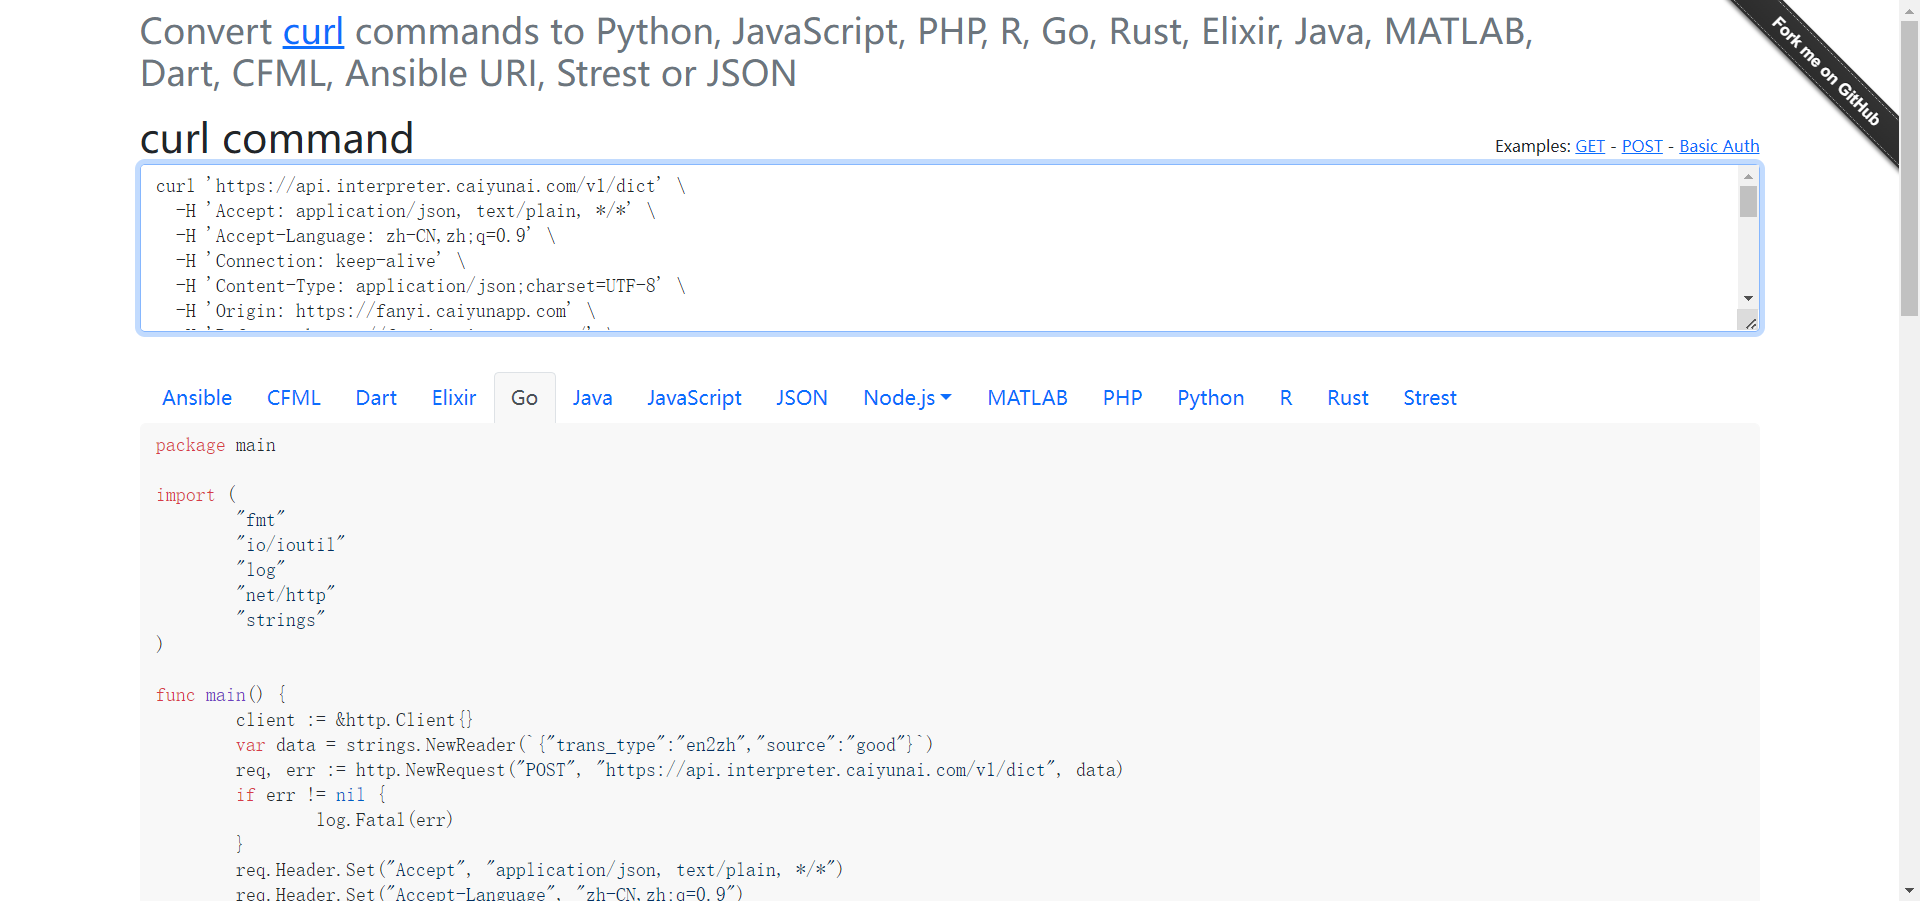 Convert curl commands to Python, JavaScript, PHP, R, Go, Rust, Elixir, Java, MATLAB,
Dart, CFML, Ansible URI, Strest or JSON
Fork me on GitHub
curl command
Examples: GET - POST - Basic Auth
curl 'https://api.interpreter.caiyunai.com/v1/dict' \
  -H 'Accept: application/json, text/plain, */*' \
  -H 'Accept-Language: zh-CN,zh;q=0.9' \
  -H 'Connection: keep-alive' \
  -H 'Content-Type: application/json;charset=UTF-8' \
  -H 'Origin: https://fanyi.caiyunapp.com' \
Ansible CFML Dart Elixir Go Java JavaScript JSON Node.js MATLAB PHP Python R Rust Strest
package main
import (
        "fmt"
        "io/ioutil"
        "log"
        "net/http"
        "strings"
)
func main() {
        client := &http.Client{}
        var data = strings.NewReader(`{"trans_type":"en2zh","source":"good"}`)
        req, err := http.NewRequest("POST", "https://api.interpreter.caiyunai.com/v1/dict", data)
        if err != nil {
                log.Fatal(err)
        }
        req.Header.Set("Accept", "application/json, text/plain, */*")
        req.Header.Set("Accept-Language", "zh-CN,zh;q=0.9")